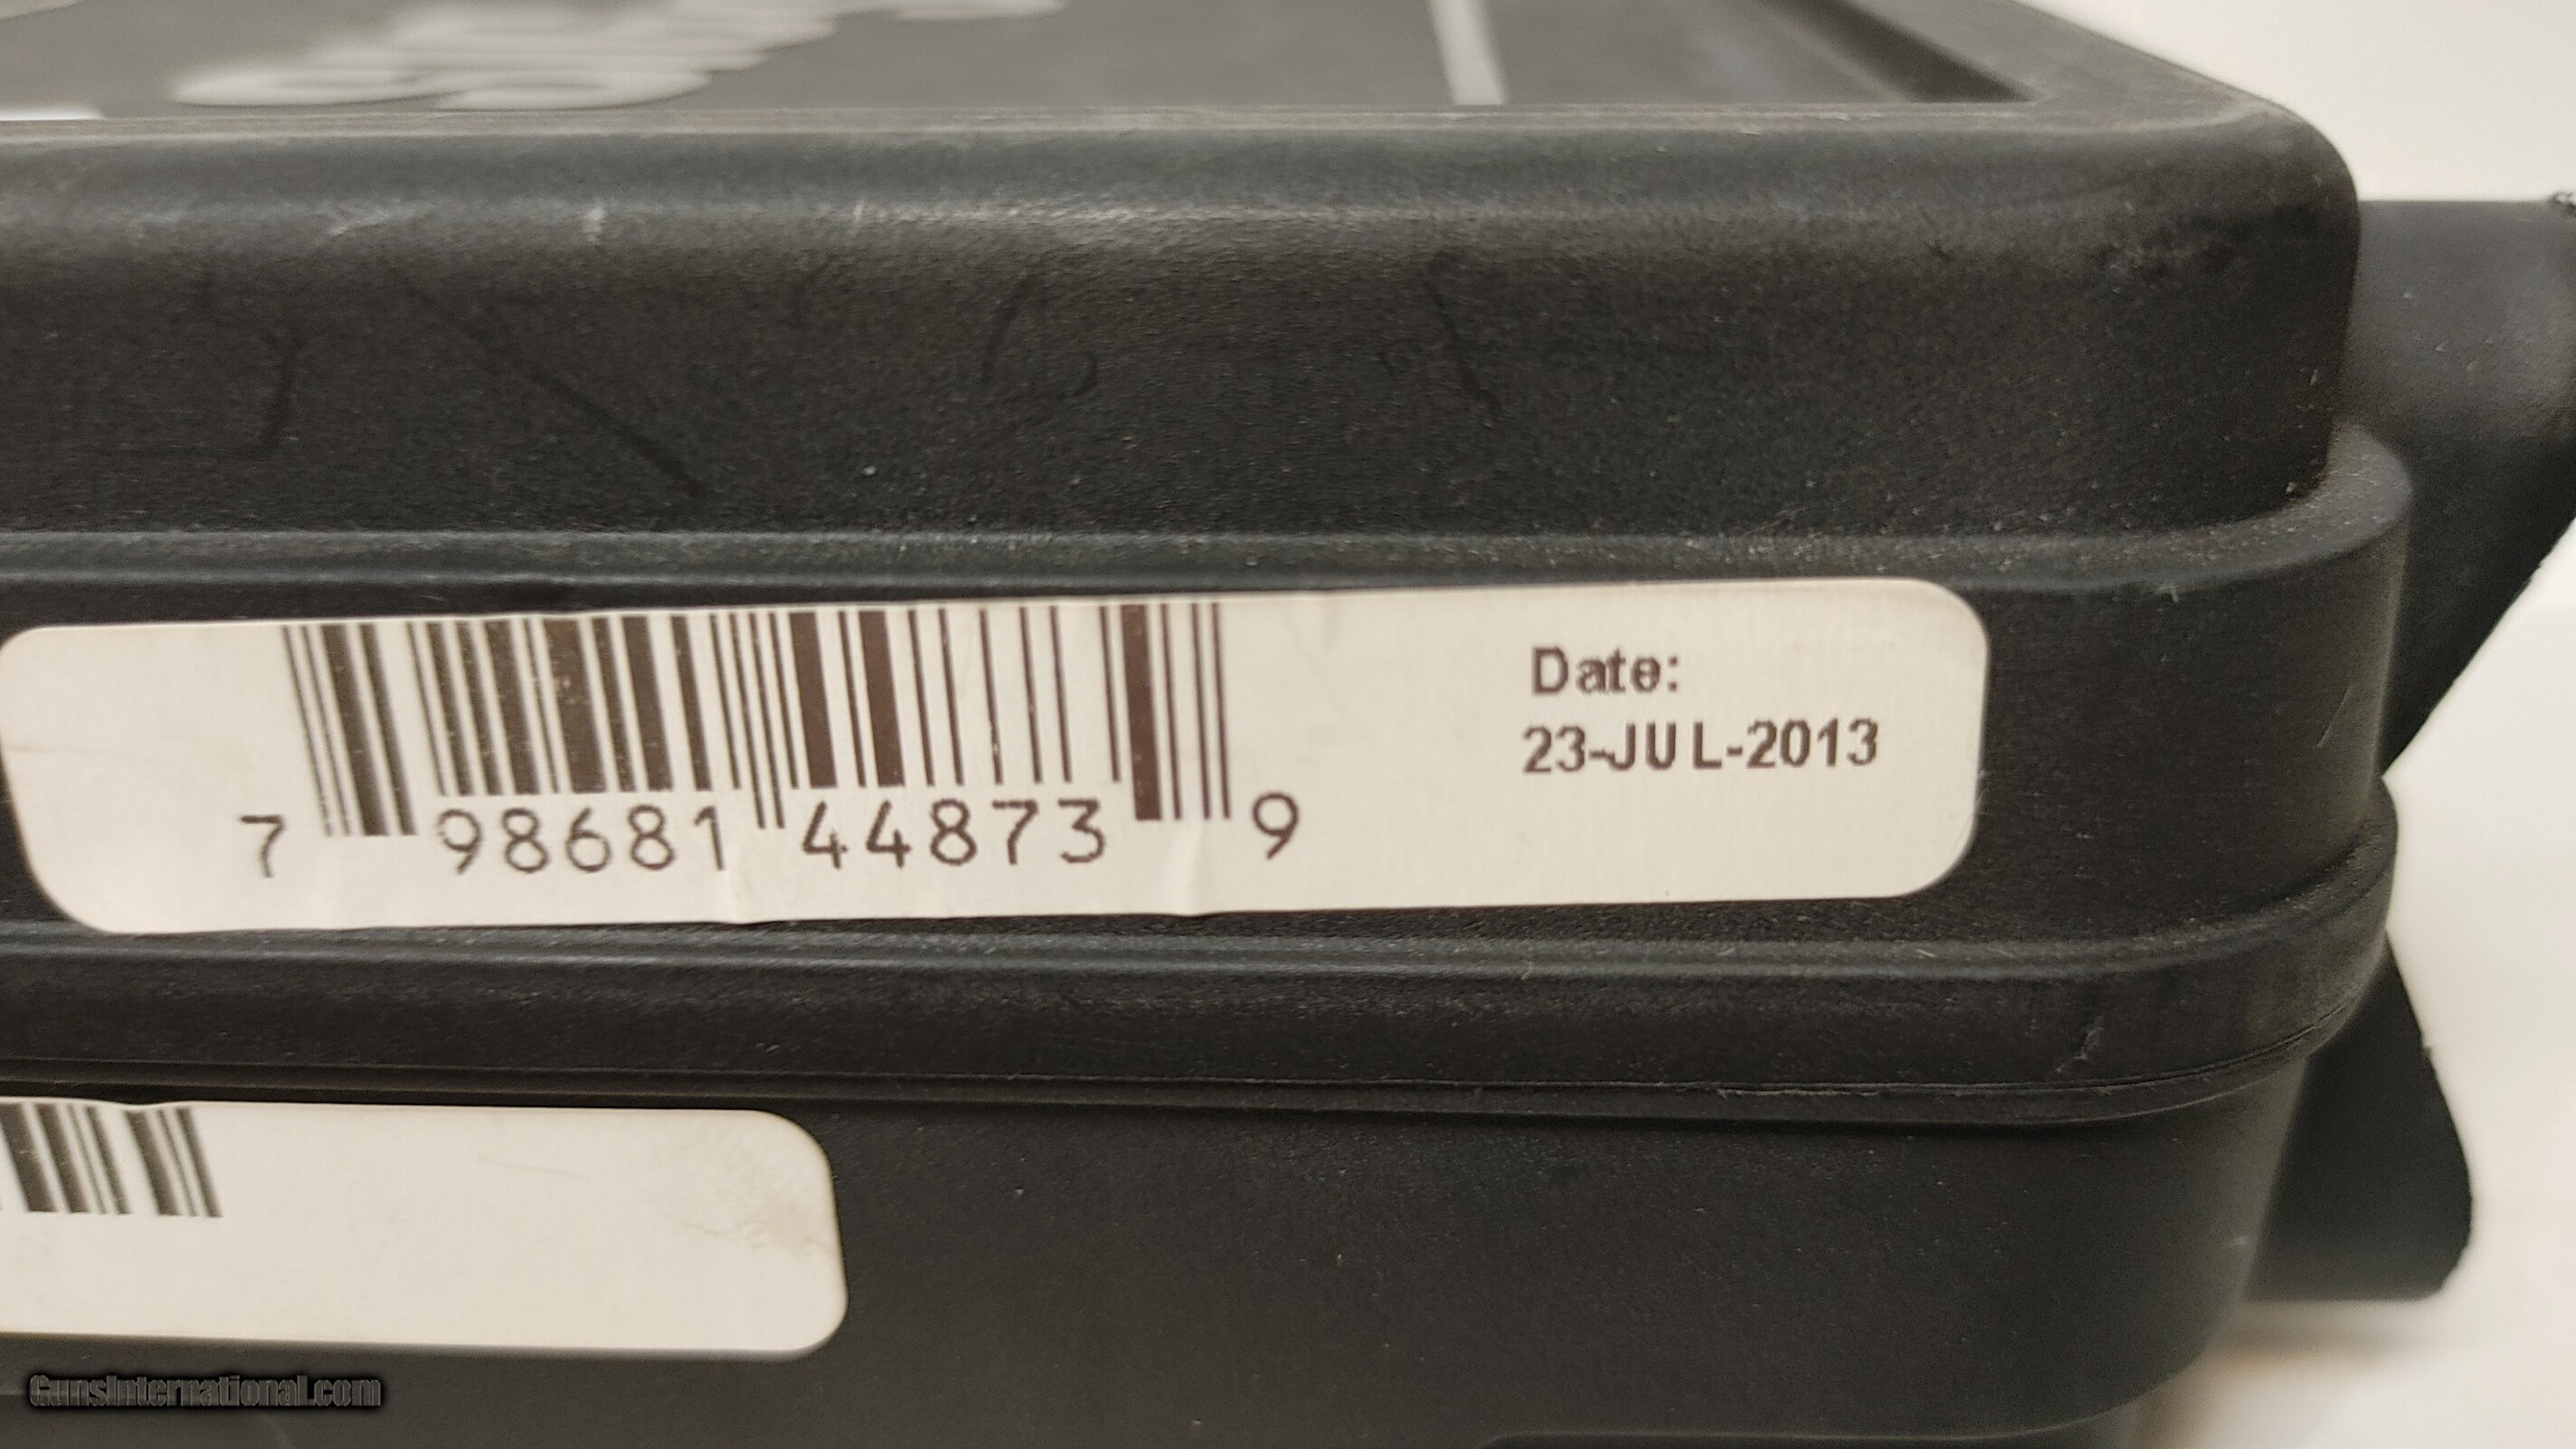 Date:
23-JUL-2013
7 98681 44873 9
GunsInternational.com